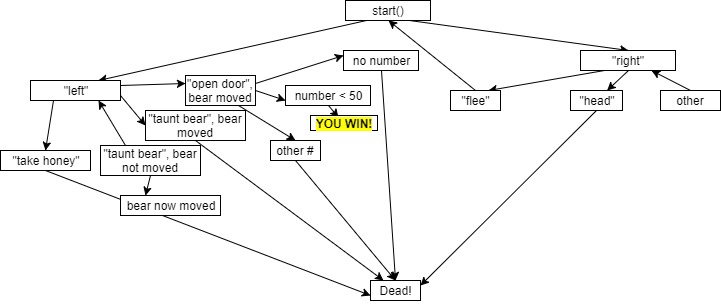 start()
"left"
"open door",
bear moved
no number
"right"
number < 50
YOU WIN!
"flee"
"head"
other
"taunt bear", bear
moved
"take honey"
"taunt bear", bear
not moved
other #
bear now moved
Dead!